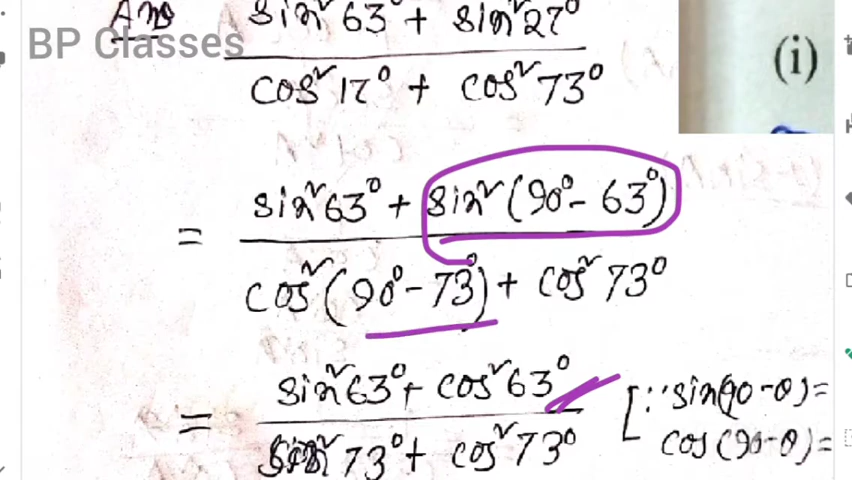 Ans
sin²63° + sin²27°
BP Classes
cos²17° + cos²73°
(i)
= sin²63° + sin²(90° - 63°)
cos²(90° - 73°) + cos²73°
= sin²63° + cos²63°
sin²73° + cos²73°
[∵ sin(90-θ)=
cos(90-θ)=